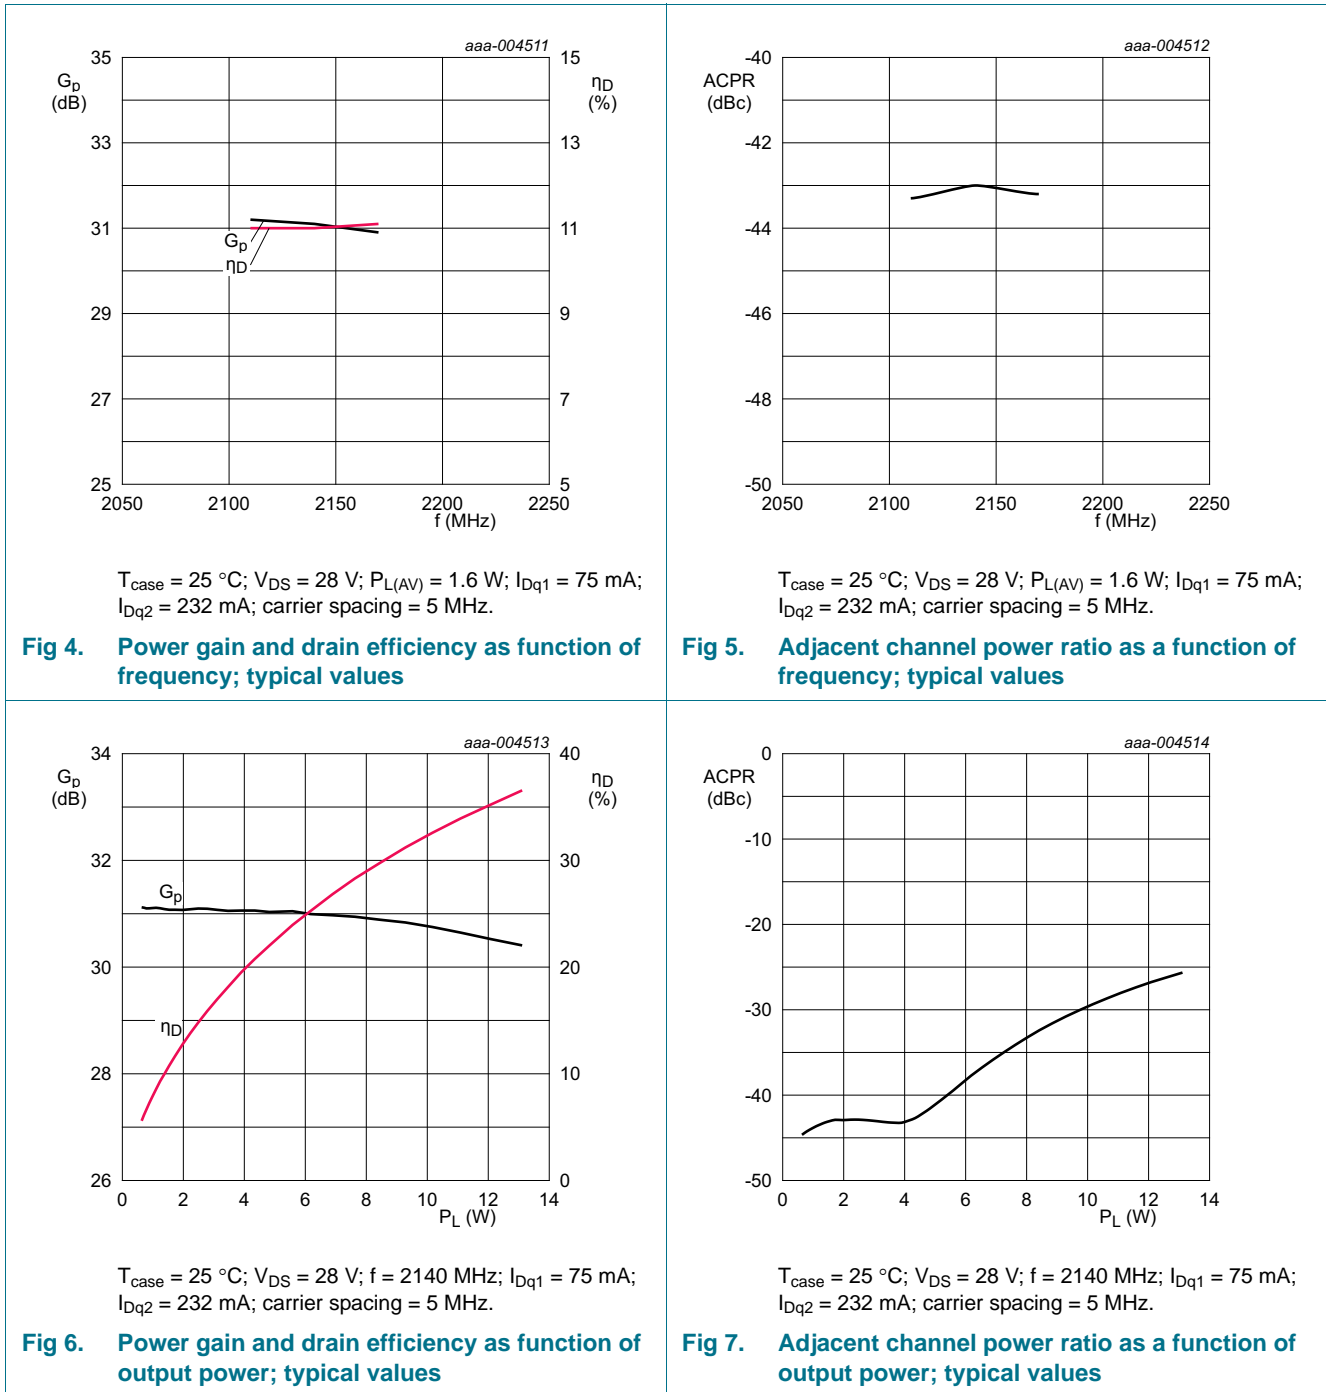 aaa-004511
35
33
31
29
27
25
Gp
(dB)
15
13
11
9
7
5
ηD
(%)
Gp
ηD
2050 2100 2150 2200 2250
f (MHz)
Tcase = 25 °C; VDS = 28 V; PL(AV) = 1.6 W; IDq1 = 75 mA;
IDq2 = 232 mA; carrier spacing = 5 MHz.
Fig 4. Power gain and drain efficiency as function of
frequency; typical values
aaa-004512
-40
-42
-44
-46
-48
-50
ACPR
(dBc)
2050 2100 2150 2200 2250
f (MHz)
Tcase = 25 °C; VDS = 28 V; PL(AV) = 1.6 W; IDq1 = 75 mA;
IDq2 = 232 mA; carrier spacing = 5 MHz.
Fig 5. Adjacent channel power ratio as a function of
frequency; typical values
aaa-004513
34
32
30
28
26
Gp
(dB)
40
30
20
10
0
ηD
(%)
Gp
ηD
0 2 4 6 8 10 12 14
PL (W)
Tcase = 25 °C; VDS = 28 V; f = 2140 MHz; IDq1 = 75 mA;
IDq2 = 232 mA; carrier spacing = 5 MHz.
Fig 6. Power gain and drain efficiency as function of
output power; typical values
aaa-004514
0
-10
-20
-30
-40
-50
ACPR
(dBc)
0 2 4 6 8 10 12 14
PL (W)
Tcase = 25 °C; VDS = 28 V; f = 2140 MHz; IDq1 = 75 mA;
IDq2 = 232 mA; carrier spacing = 5 MHz.
Fig 7. Adjacent channel power ratio as a function of
output power; typical values